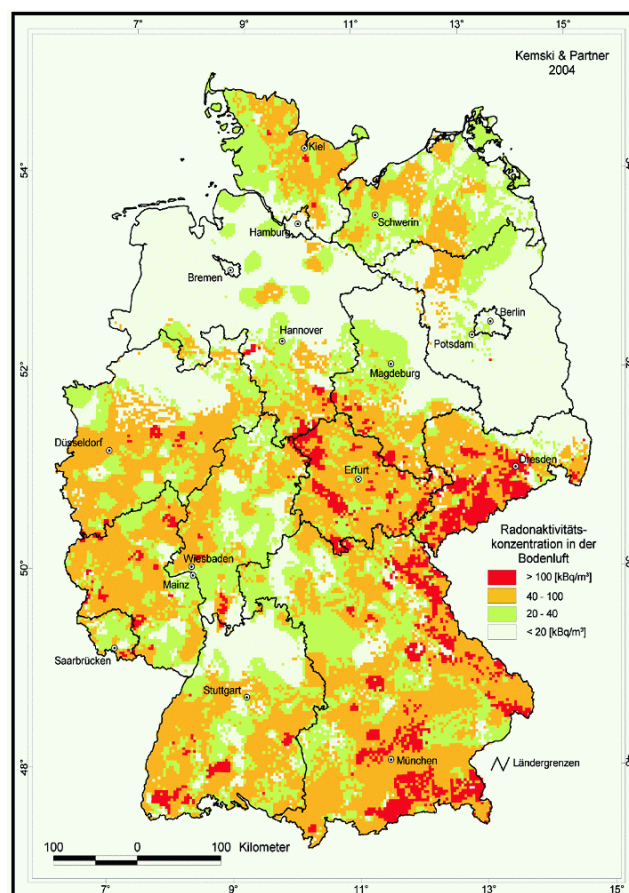 7° 9° 11° 13° 15°
Kemski & Partner
2004
Kiel
54°
Schwerin
Hamburg
Bremen
Berlin
Hannover
Potsdam
52°
Magdeburg
Düsseldorf
Dresden
Erfurt
Radonaktivitäts-
konzentration in der
Bodenluft
> 100 [kBq/m³]
40 - 100
20 - 40
< 20 [kBq/m³]
Wiesbaden
50°
Mainz
Saarbrücken
Stuttgart
48°
München
Ländergrenzen
100 0 100 Kilometer
7° 9° 11° 13° 15°